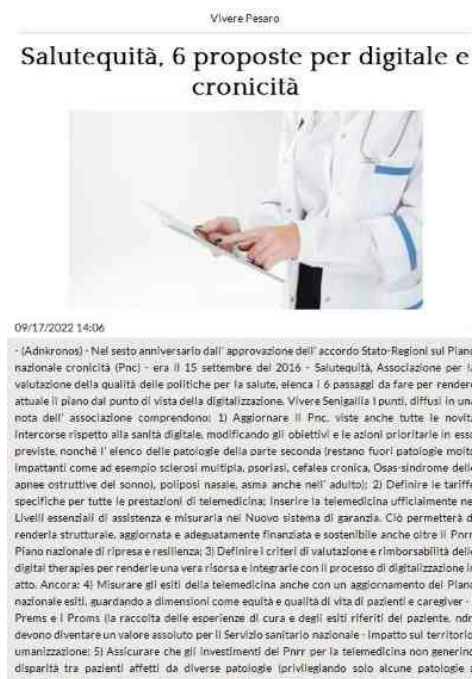 Vivere Pesaro
Salutequità, 6 proposte per digitale e
cronicità
09/17/2022 14:06
- (Adnkronos) - Nel sesto anniversario dall' approvazione dell' accordo Stato-Regioni sul Piano
nazionale cronicità (Pnc) - era il 15 settembre del 2016 - Salutequità, Associazione per la
valutazione della qualità delle politiche per la salute, elenca i 6 passaggi da fare per rendere
attuale il piano dal punto di vista della digitalizzazione. Vivere Senigallia I punti, diffusi in una
nota dell' associazione comprendono: 1) Aggiornare il Pnc, viste anche tutte le novità
intercorse rispetto alla sanità digitale, modificando gli obiettivi e le azioni prioritarie in esso
previste, nonché l' elenco delle patologie della parte seconda (restano fuori patologie molto
impattanti come ad esempio sclerosi multipla, psoriasi, cefalea cronica, Osas-sindrome delle
apnee ostruttive del sonno), poliposi nasale, asma anche nell' adulto); 2) Definire le tariffe
specifiche per tutte le prestazioni di telemedicina; inserire la telemedicina ufficialmente nei
Livelli essenziali di assistenza e misurarla nel Nuovo sistema di garanzia. Ciò permetterà di
renderla strutturale, aggiornata e adeguatamente finanziata e sostenibile anche oltre il Pnrr
Piano nazionale di ripresa e resilienza; 3) Definire i criteri di valutazione e rimborsabilità delle
digital therapies per renderle una vera risorsa e integrarle con il processo di digitalizzazione in
atto. Ancora: 4) Misurare gli esiti della telemedicina anche con un aggiornamento del Piano
nazionale esiti, guardando a dimensioni come equità e qualità di vita di pazienti e caregiver -
Prems e i Proms (la raccolta delle esperienze di cura e degli esiti riferiti del paziente, ndr)
devono diventare un valore assoluto per il Servizio sanitario nazionale - impatto sul territorio,
umanizzazione; 5) Assicurare che gli investimenti del Pnrr per la telemedicina non generino
disparità tra pazienti affetti da diverse patologie (privilegiando solo alcune patologie a